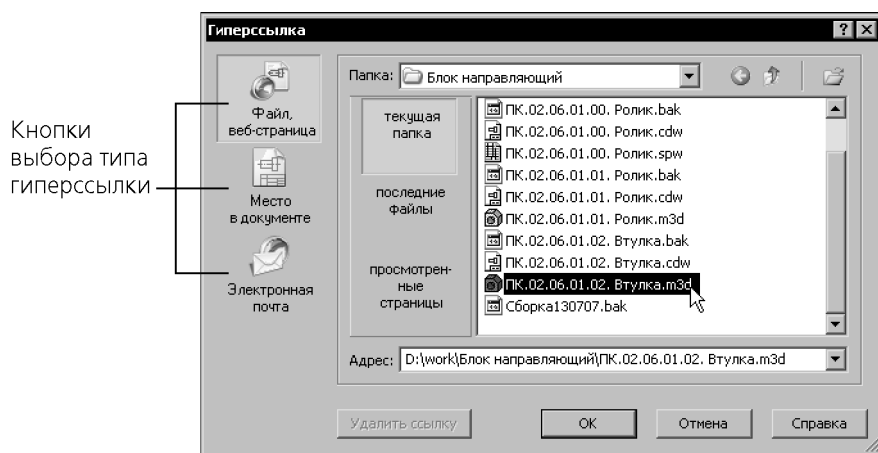 Гиперссылка
Кнопки
выбора типа
гиперссылки
Файл,
веб-страница
Место
в документе
Электронная
почта
Папка: Блок направляющий
текущая
папка
последние
файлы
просмотрен-
ные
страницы
ПК.02.06.01.00. Ролик.bak
ПК.02.06.01.00. Ролик.cdw
ПК.02.06.01.00. Ролик.spw
ПК.02.06.01.01. Ролик.bak
ПК.02.06.01.01. Ролик.cdw
ПК.02.06.01.01. Ролик.m3d
ПК.02.06.01.02. Втулка.bak
ПК.02.06.01.02. Втулка.cdw
ПК.02.06.01.02. Втулка.m3d
Сборка130707.bak
Адрес: D:\work\Блок направляющий\ПК.02.06.01.02. Втулка.m3d
Удалить ссылку
OK
Отмена
Справка